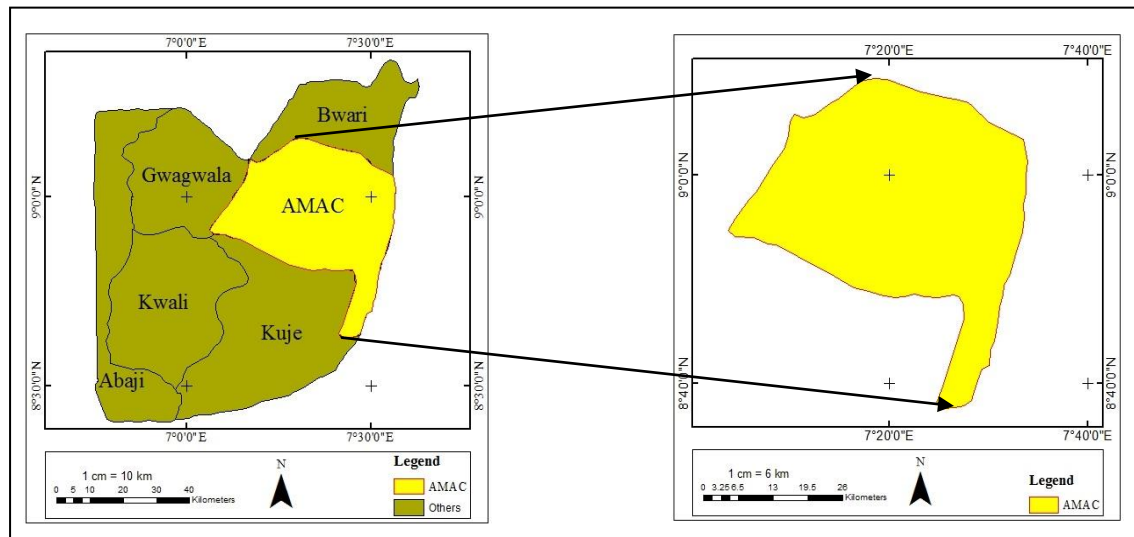 7°0'0"E 7°30'0"E
9°0'0"N 9°0'0"N
8°30'0"N 8°30'0"N
Bwari
Gwagwala
AMAC
Kwali
Kuje
Abaji
7°0'0"E 7°30'0"E
1 cm = 10 km
0 5 10 20 30 40
Kilometers
N
Legend
AMAC
Others
7°20'0"E 7°40'0"E
9°0'0"N 9°0'0"N
8°40'0"N 8°40'0"N
7°20'0"E 7°40'0"E
1 cm = 6 km
0 3.25 6.5 13 19.5 26
Kilometers
N
Legend
AMAC